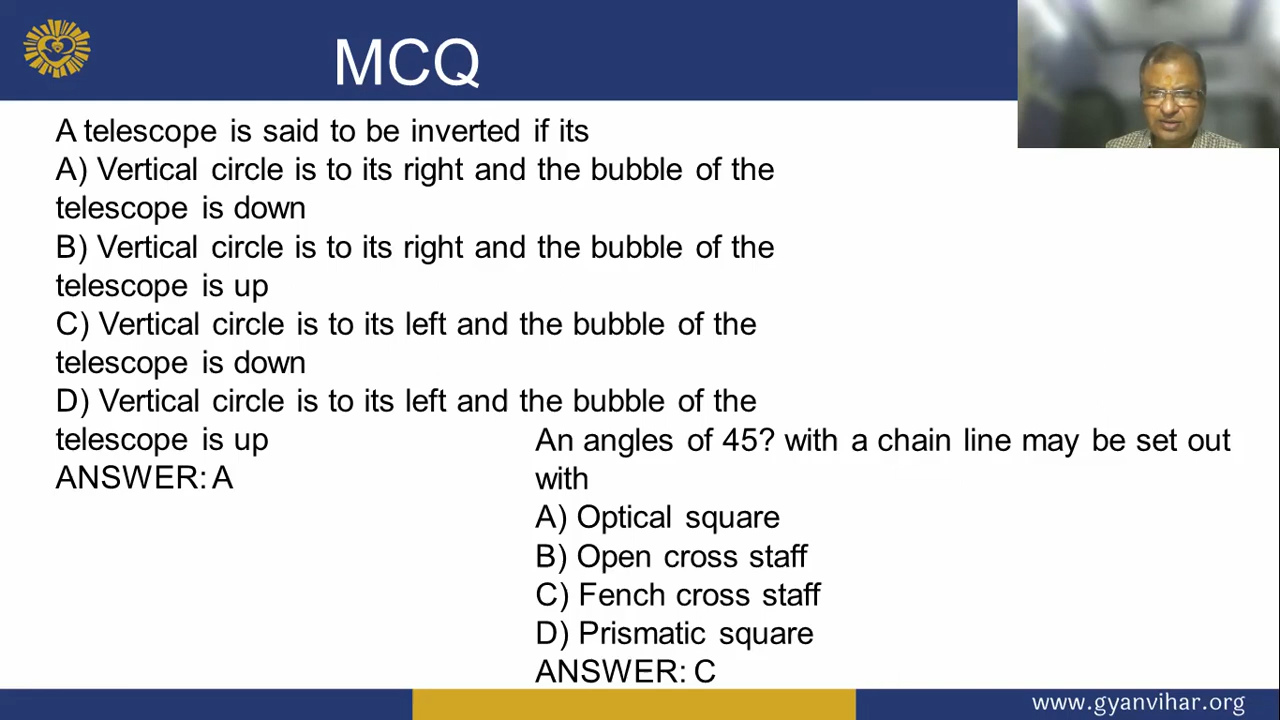 MCQ
A telescope is said to be inverted if its
A) Vertical circle is to its right and the bubble of the
telescope is down
B) Vertical circle is to its right and the bubble of the
telescope is up
C) Vertical circle is to its left and the bubble of the
telescope is down
D) Vertical circle is to its left and the bubble of the
telescope is up
ANSWER: A
An angles of 45? with a chain line may be set out
with
A) Optical square
B) Open cross staff
C) Fench cross staff
D) Prismatic square
ANSWER: C
www.gyanvihar.org